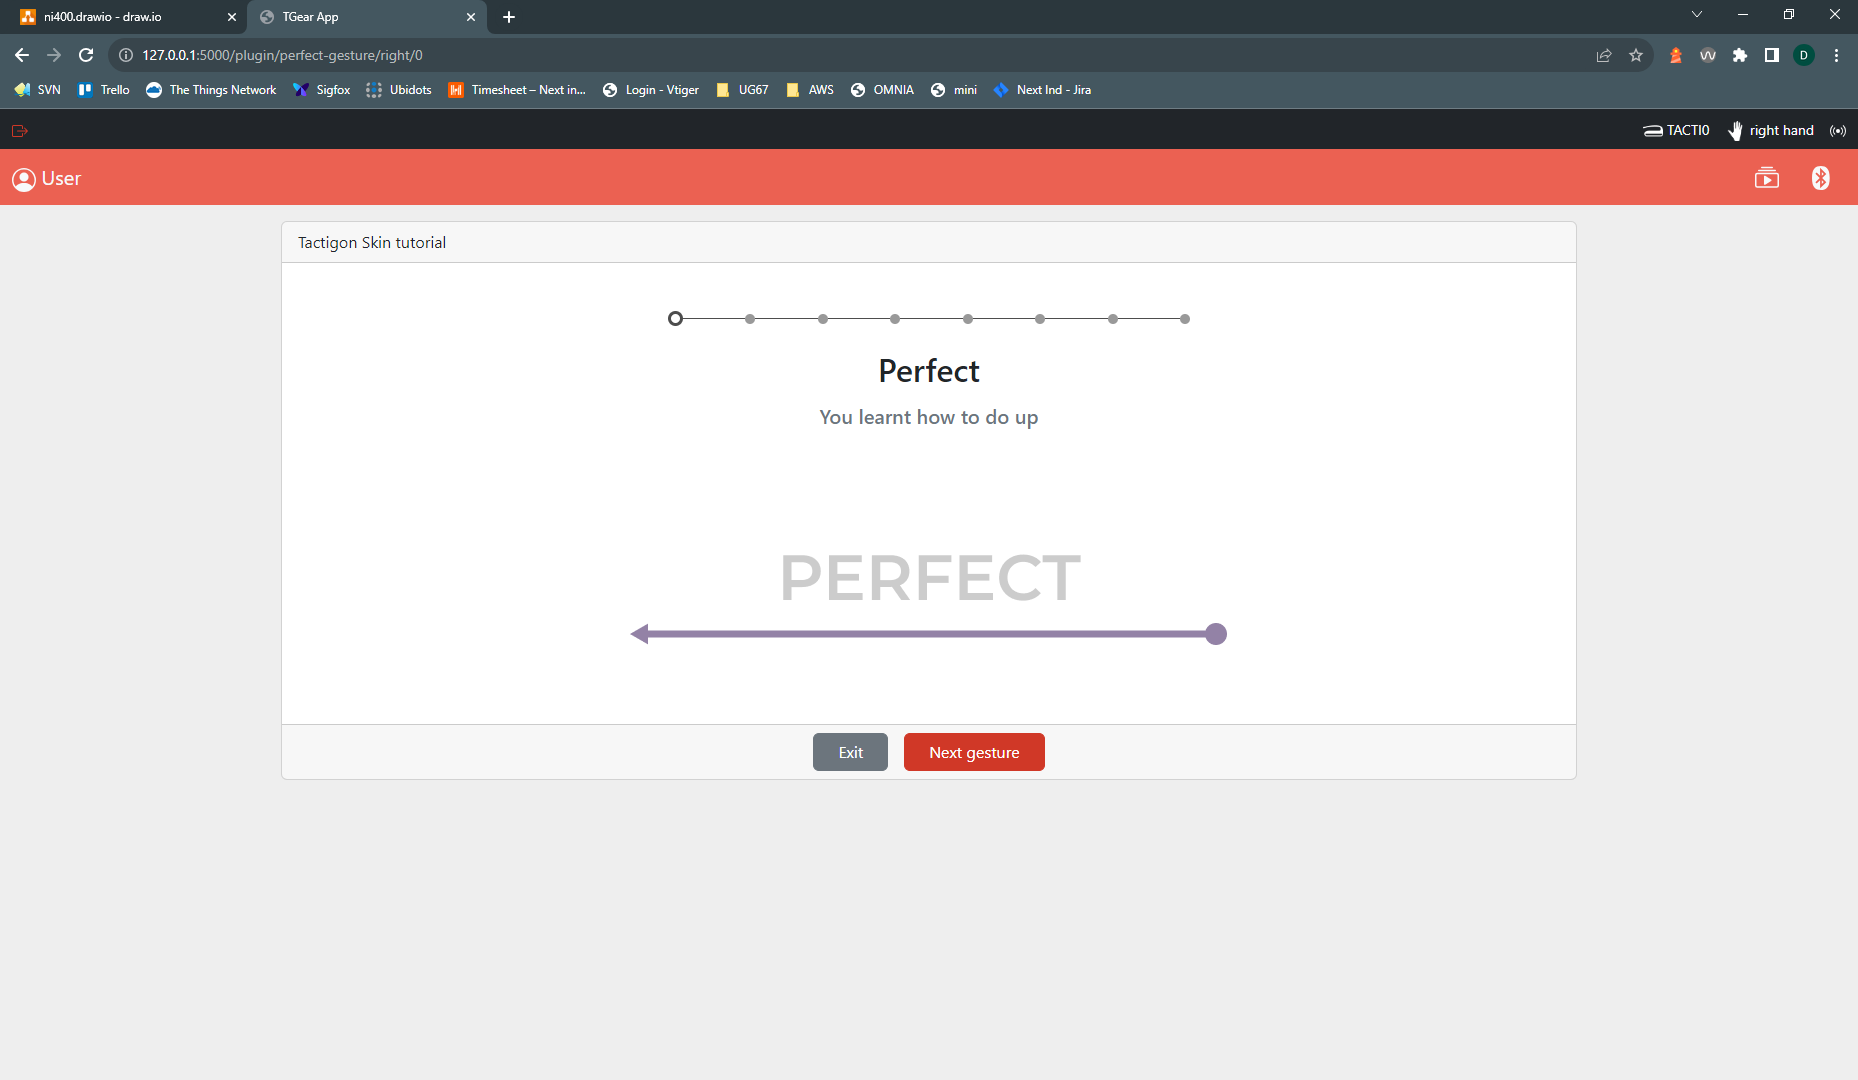 ni400.drawio - draw.io
TGear App
127.0.0.1:5000/plugin/perfect-gesture/right/0
D
SVN
Trello
The Things Network
Sigfox
Ubidots
Timesheet – Next in...
Login - Vtiger
UG67
AWS
OMNIA
mini
Next Ind - Jira
TACTI0
right hand
User
Tactigon Skin tutorial
Perfect
You learnt how to do up
PERFECT
Exit
Next gesture